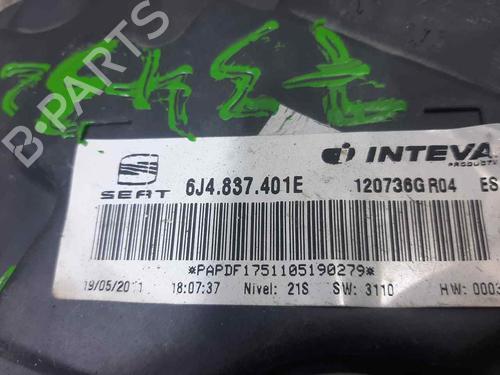 B-PARTS
SEAT
6J4.837.401E
INTEVA
PRODUCTS
120736G R04 ES
*PAPDF1751105190279*
19/05/2011 18:07:37 Nivel: 21S SW: 3110 HW: 0003